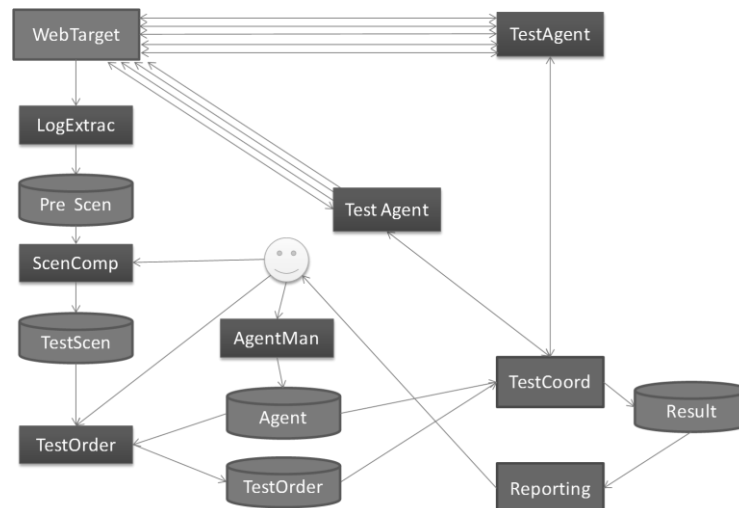 WebTarget
TestAgent
LogExtrac
Pre Scen
Test Agent
ScenComp
TestScen
AgentMan
TestCoord
Result
Agent
TestOrder
TestOrder
Reporting